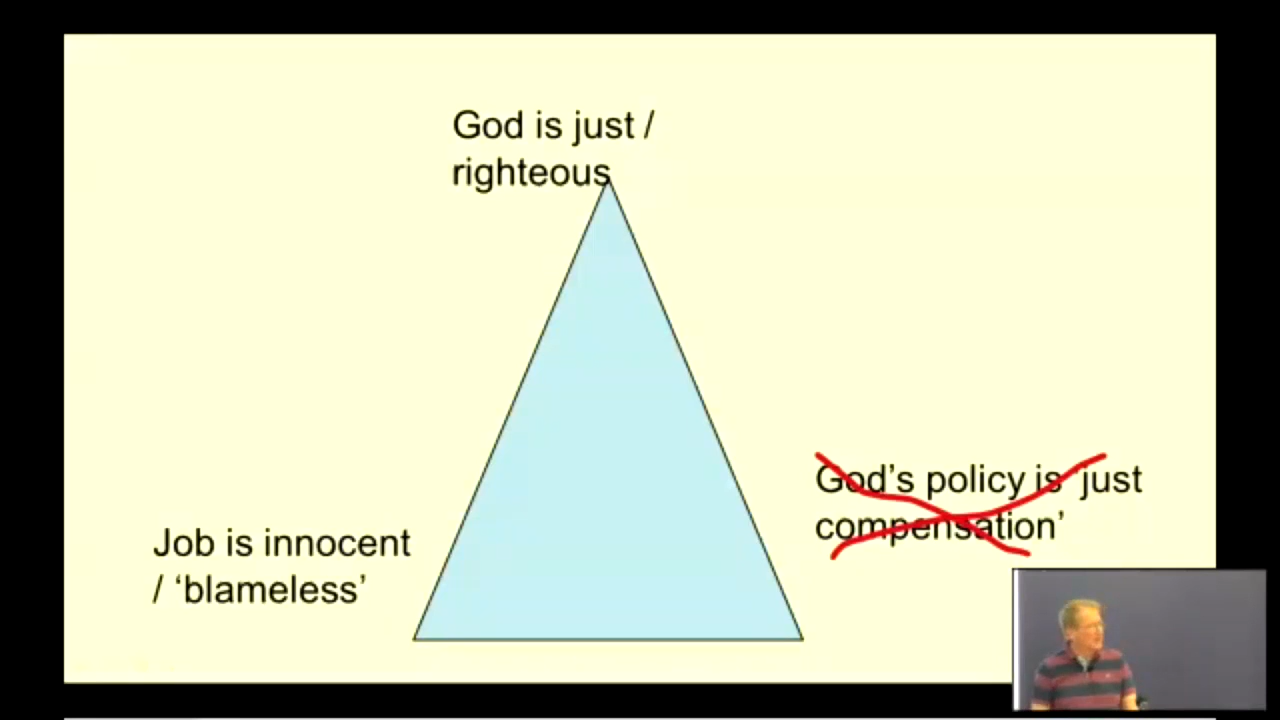 God is just /
righteous
God's policy is 'just
compensation'
Job is innocent
/ 'blameless'